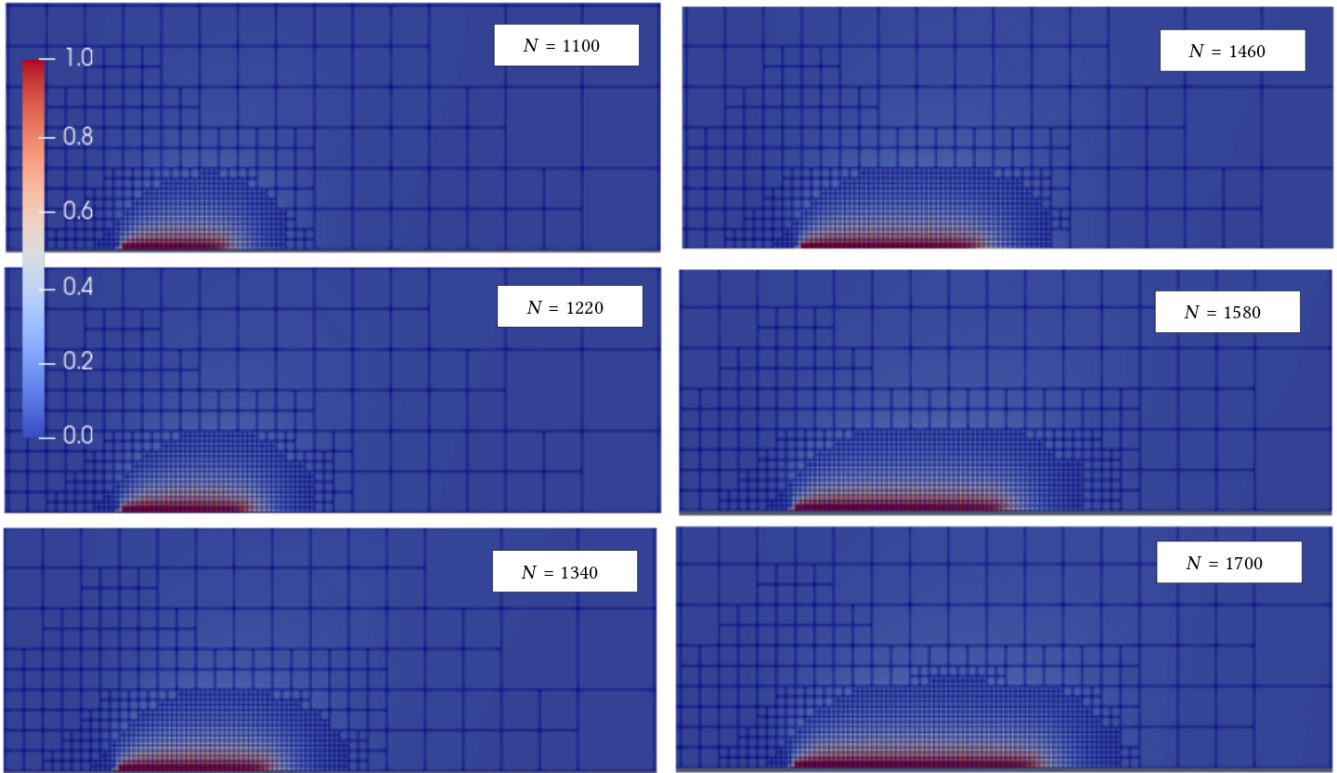 N = 1100
N = 1460
1.0
0.8
0.6
0.4
0.2
0.0
N = 1220
N = 1580
N = 1340
N = 1700